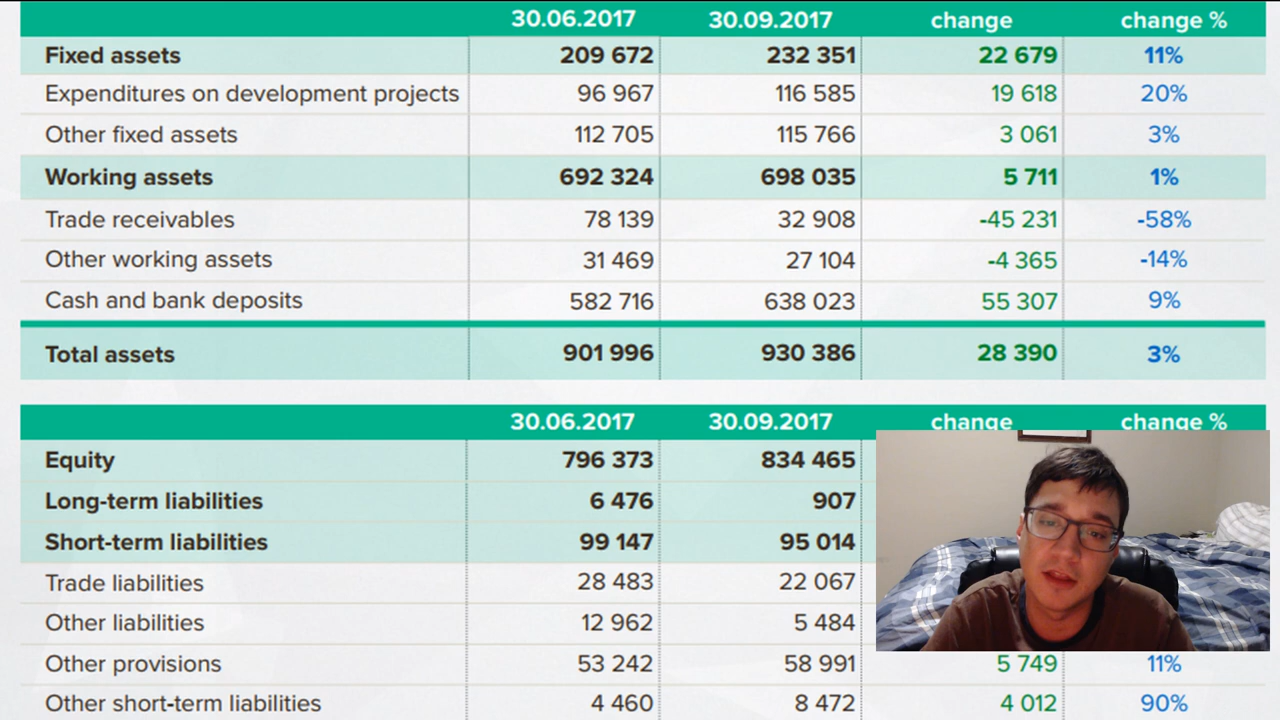 30.06.2017 30.09.2017 change change %
Fixed assets 209 672 232 351 22 679 11%
Expenditures on development projects 96 967 116 585 19 618 20%
Other fixed assets 112 705 115 766 3 061 3%
Working assets 692 324 698 035 5 711 1%
Trade receivables 78 139 32 908 -45 231 -58%
Other working assets 31 469 27 104 -4 365 -14%
Cash and bank deposits 582 716 638 023 55 307 9%
Total assets 901 996 930 386 28 390 3%
30.06.2017 30.09.2017 change change %
Equity 796 373 834 465
Long-term liabilities 6 476 907
Short-term liabilities 99 147 95 014
Trade liabilities 28 483 22 067
Other liabilities 12 962 5 484
Other provisions 53 242 58 991 5 749 11%
Other short-term liabilities 4 460 8 472 4 012 90%